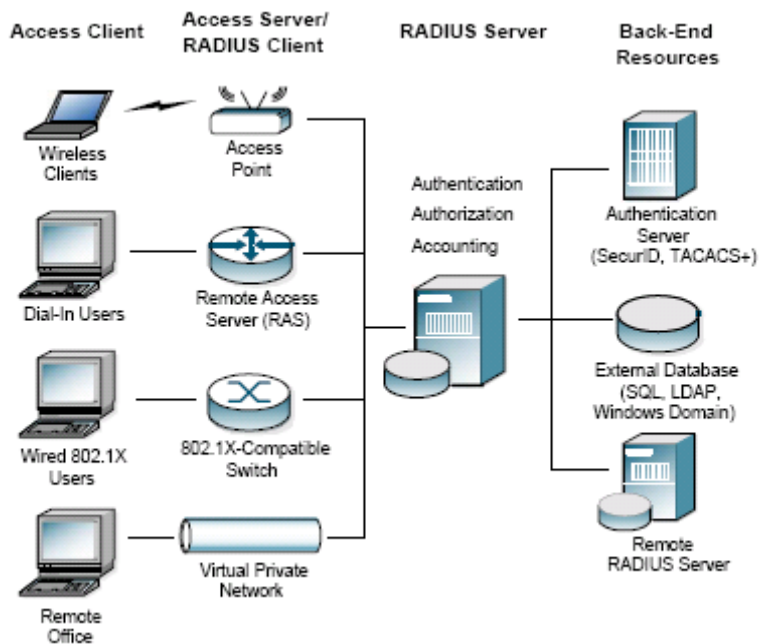 Access Client
Access Server/
RADIUS Client
RADIUS Server
Back-End
Resources
Wireless
Clients
Access
Point
Dial-In Users
Remote Access
Server (RAS)
Wired 802.1X
Users
802.1X-Compatible
Switch
Remote
Office
Virtual Private
Network
Authentication
Authorization
Accounting
Authentication
Server
(SecurID, TACACS+)
External Database
(SQL, LDAP,
Windows Domain)
Remote
RADIUS Server